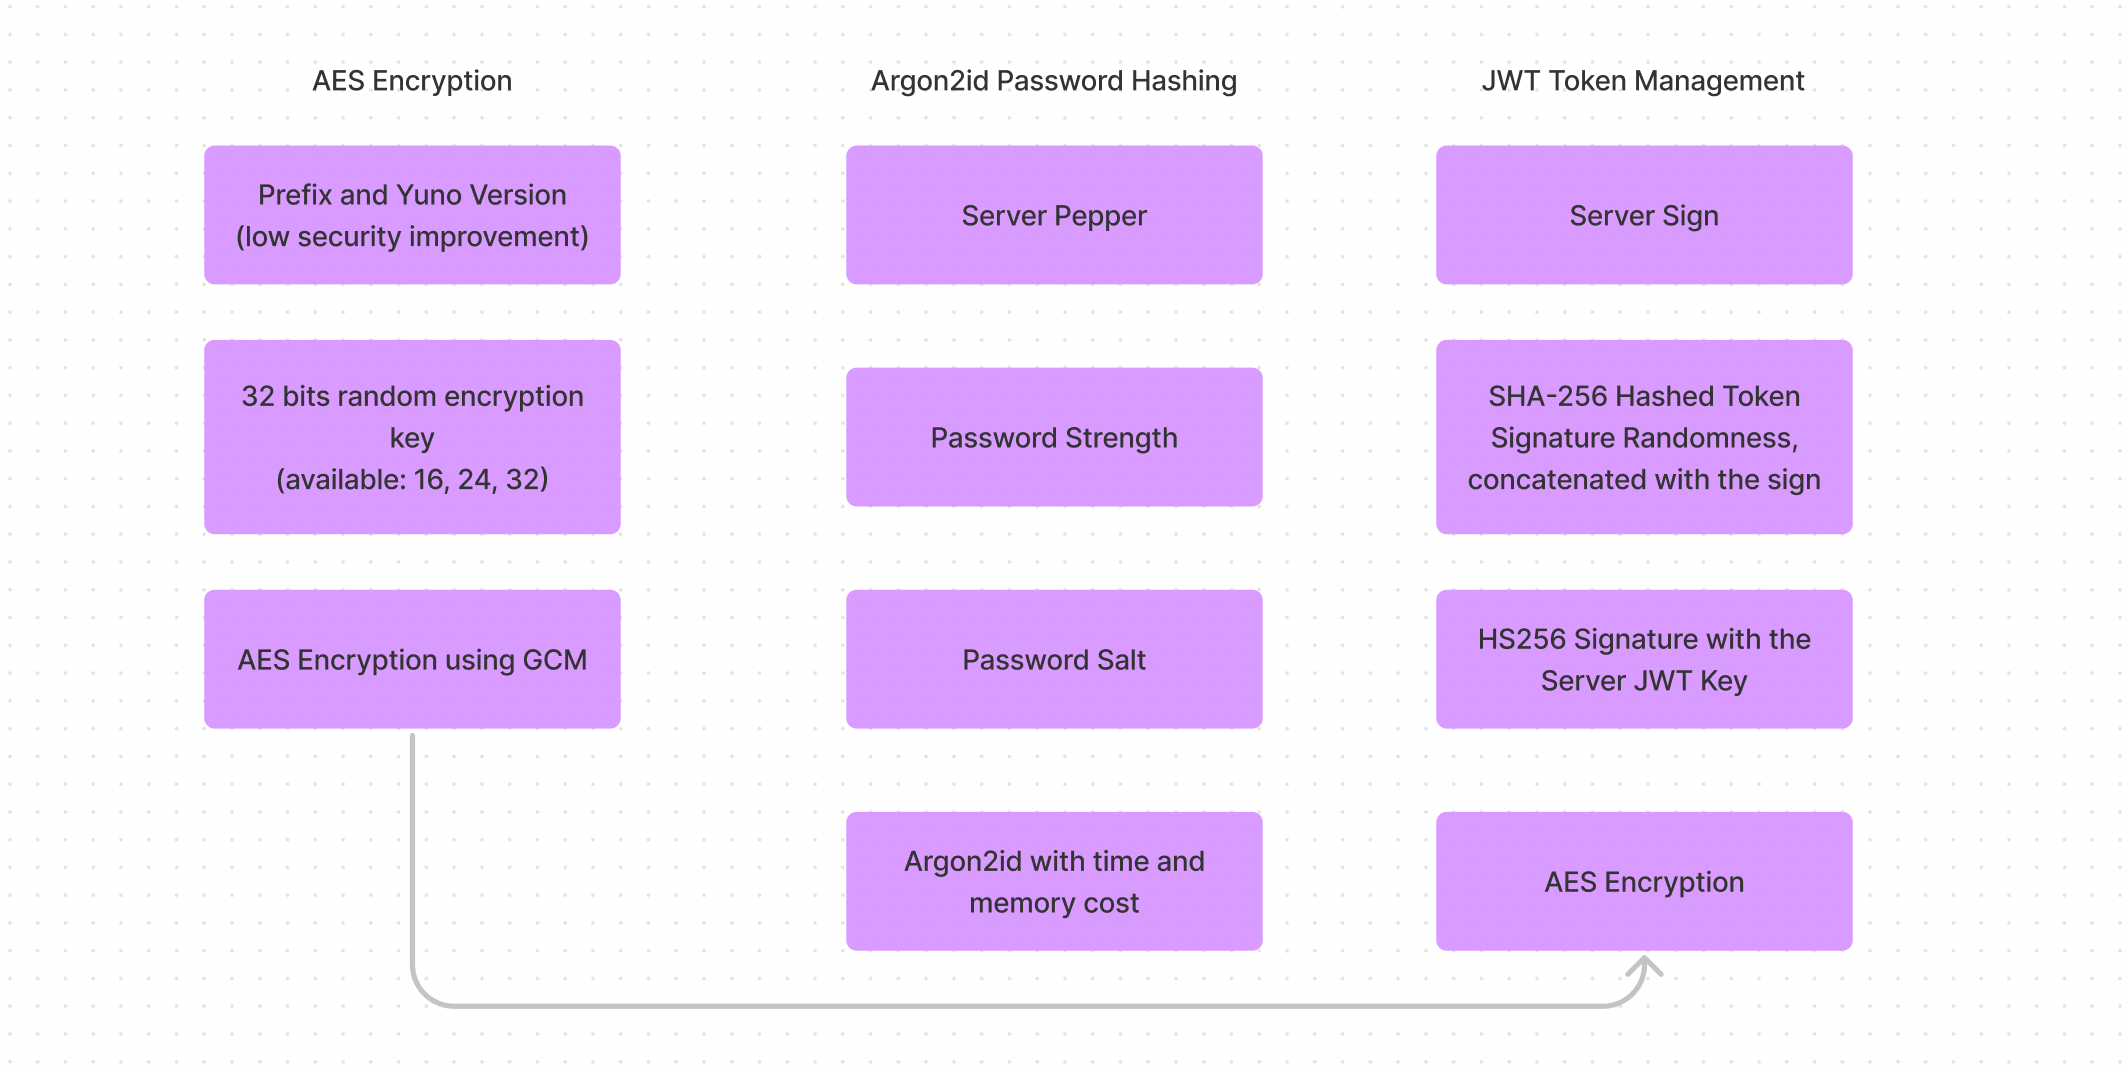 AES Encryption
Prefix and Yuno Version
(low security improvement)
32 bits random encryption
key
(available: 16, 24, 32)
AES Encryption using GCM
Argon2id Password Hashing
Server Pepper
Password Strength
Password Salt
Argon2id with time and
memory cost
JWT Token Management
Server Sign
SHA-256 Hashed Token
Signature Randomness,
concatenated with the sign
HS256 Signature with the
Server JWT Key
AES Encryption